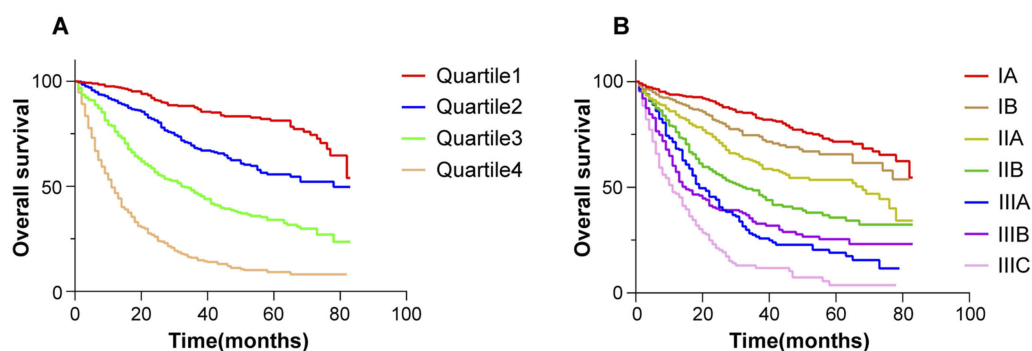 A
Overall survival
100
50
0
0
20
40
60
80
100
Time(months)
Quartile1
Quartile2
Quartile3
Quartile4
B
Overall survival
100
50
0
0
20
40
60
80
100
Time(months)
IA
IB
IIA
IIB
IIIA
IIIB
IIIC